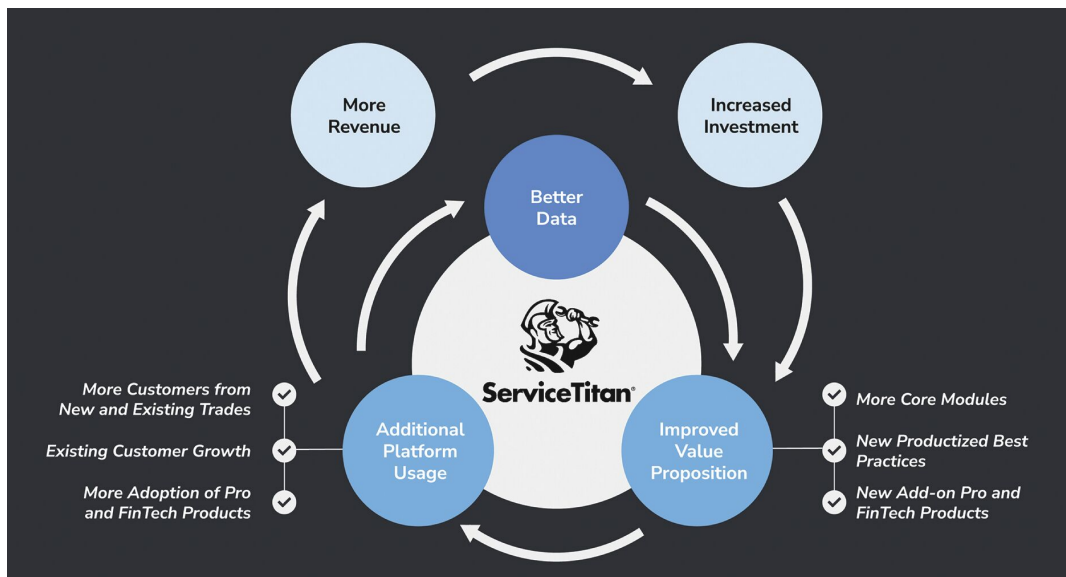 More
Revenue
Increased
Investment
Better
Data
ServiceTitan®
More Customers from
New and Existing Trades
Existing Customer Growth
More Adoption of Pro
and FinTech Products
Additional
Platform
Usage
Improved
Value
Proposition
More Core Modules
New Productized Best
Practices
New Add-on Pro and
FinTech Products